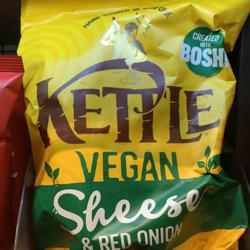 CREATED
WITH
BOSH!
KETTLE
VEGAN
Sheese
& RED ONION